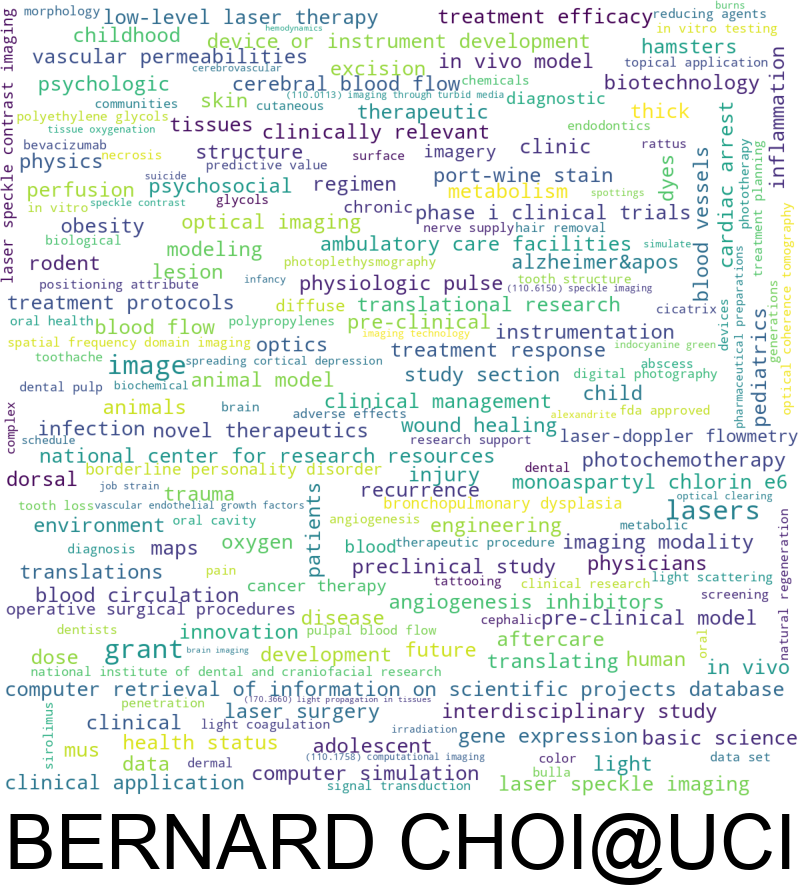 morphology
low-level laser therapy
hemodynamics
treatment efficacy
reducing agents
burns
in vitro testing
childhood
device or instrument development
hamsters
vascular permeabilities
cerebrovascular
excision
in vivo model
topical application
psychologic
cerebral blood flow
chemicals
biotechnology
inflammation
laser speckle contrast imaging
communities
skin
(110.0113) imaging through turbid media
cutaneous
diagnostic
polyethylene glycols
tissues
therapeutic
thick
tissue oxygenation
clinically relevant
endodontics
cardiac arrest
bevacizumab
necrosis
structure
surface
imagery
clinic
rattus
physics
predictive value
port-wine stain
dyes
blood vessels
phototherapy
treatment planning
suicide
perfusion
psychosocial
regimen
metabolism
spottings
in vitro
speckle contrast
glycols
chronic
phase i clinical trials
obesity
optical imaging
nerve supply
hair removal
biological
modeling
ambulatory care facilities
simulate
rodent
lesion
photoplethysmography
alzheimer&apos
optical coherence tomography
positioning attribute
infancy
physiologic pulse
tooth structure
(110.6150) speckle imaging
treatment protocols
diffuse
translational research
cicatrix
devices
pharmaceutical preparations
generations
pediatrics
oral health
blood flow
polypropylenes
pre-clinical
imaging technology
instrumentation
spatial frequency domain imaging
optics
treatment response
indocyanine green
toothache
image
spreading cortical depression
study section
abscess
digital photography
dental pulp
biochemical
animal model
clinical management
child
complex
animals
brain
adverse effects
alexandrite
fda approved
infection
novel therapeutics
wound healing
schedule
research support
laser-doppler flowmetry
national center for research resources
photochemotherapy
dorsal
borderline personality disorder
injury
dental
job strain
trauma
patients
recurrence
monoaspartyl chlorin e6
optical clearing
tooth loss
vascular endothelial growth factors
bronchopulmonary dysplasia
lasers
environment
oral cavity
angiogenesis
engineering
metabolic
diagnosis
maps
oxygen
blood
therapeutic procedure
imaging modality
natural regeneration
translations
pain
preclinical study
physicians
tattooing
clinical research
light scattering
blood circulation
cancer therapy
angiogenesis inhibitors
screening
operative surgical procedures
disease
cephalic
pre-clinical model
dentists
innovation
pulpal blood flow
aftercare
oral
dose
grant
brain imaging
development
future
translating
human
in vivo
national institute of dental and craniofacial research
computer retrieval of information on scientific projects database
sirolimus
penetration
(170.3660) light propagation in tissues
laser surgery
interdisciplinary study
clinical
light coagulation
irradiation
gene expression
basic science
mus
health status
adolescent
data
dermal
(110.1758) computational imaging
color
light
data set
clinical application
computer simulation
signal transduction
bulla
laser speckle imaging
BERNARD CHOI@UCI